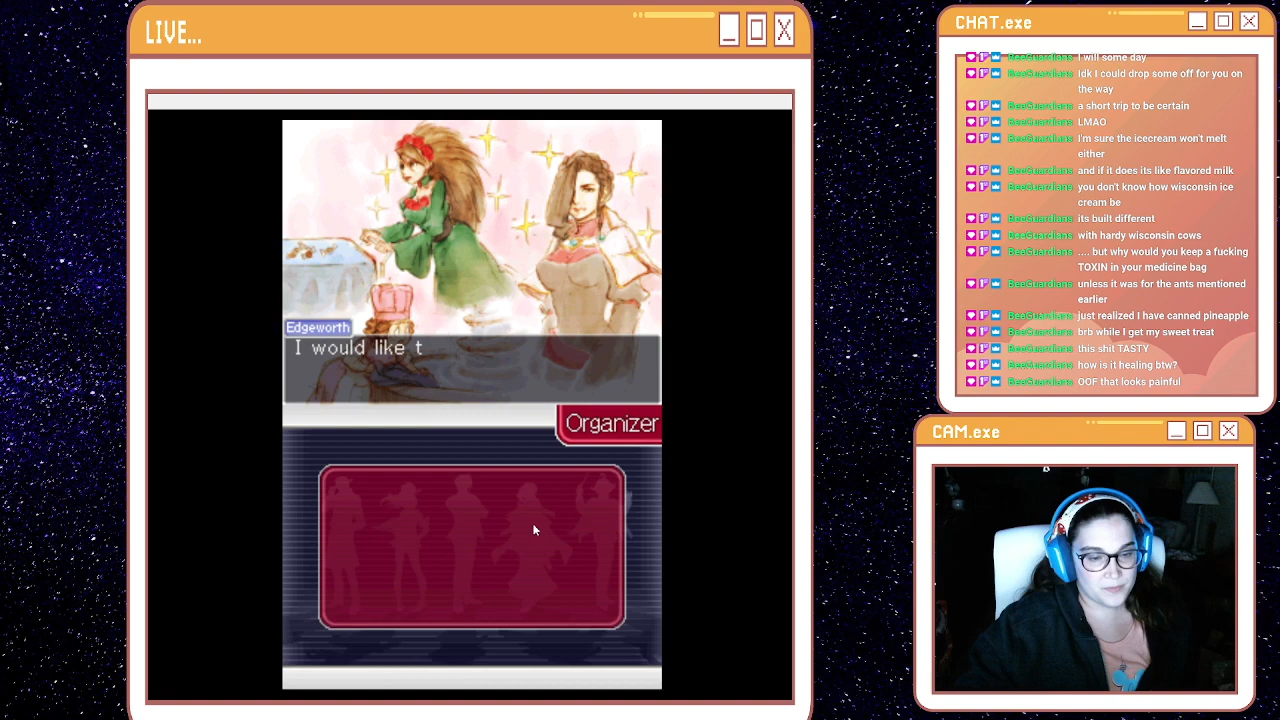 LIVE...
Edgeworth
I would like t
Organizer
CHAT.exe
BeeGuardians I will some day
BeeGuardians Idk I could drop some off for you on
the way
BeeGuardians a short trip to be certain
BeeGuardians LMAO
BeeGuardians I'm sure the icecream won't melt
either
BeeGuardians and if it does its like flavored milk
BeeGuardians you don't know how wisconsin ice
cream be
BeeGuardians its built different
BeeGuardians with hardy wisconsin cows
BeeGuardians .... but why would you keep a fucking
TOXIN in your medicine bag
BeeGuardians unless it was for the ants mentioned
earlier
BeeGuardians just realized I have canned pineapple
BeeGuardians brb while I get my sweet treat
BeeGuardians this shit TASTY
BeeGuardians how is it healing btw?
BeeGuardians OOF that looks painful
CAM.exe